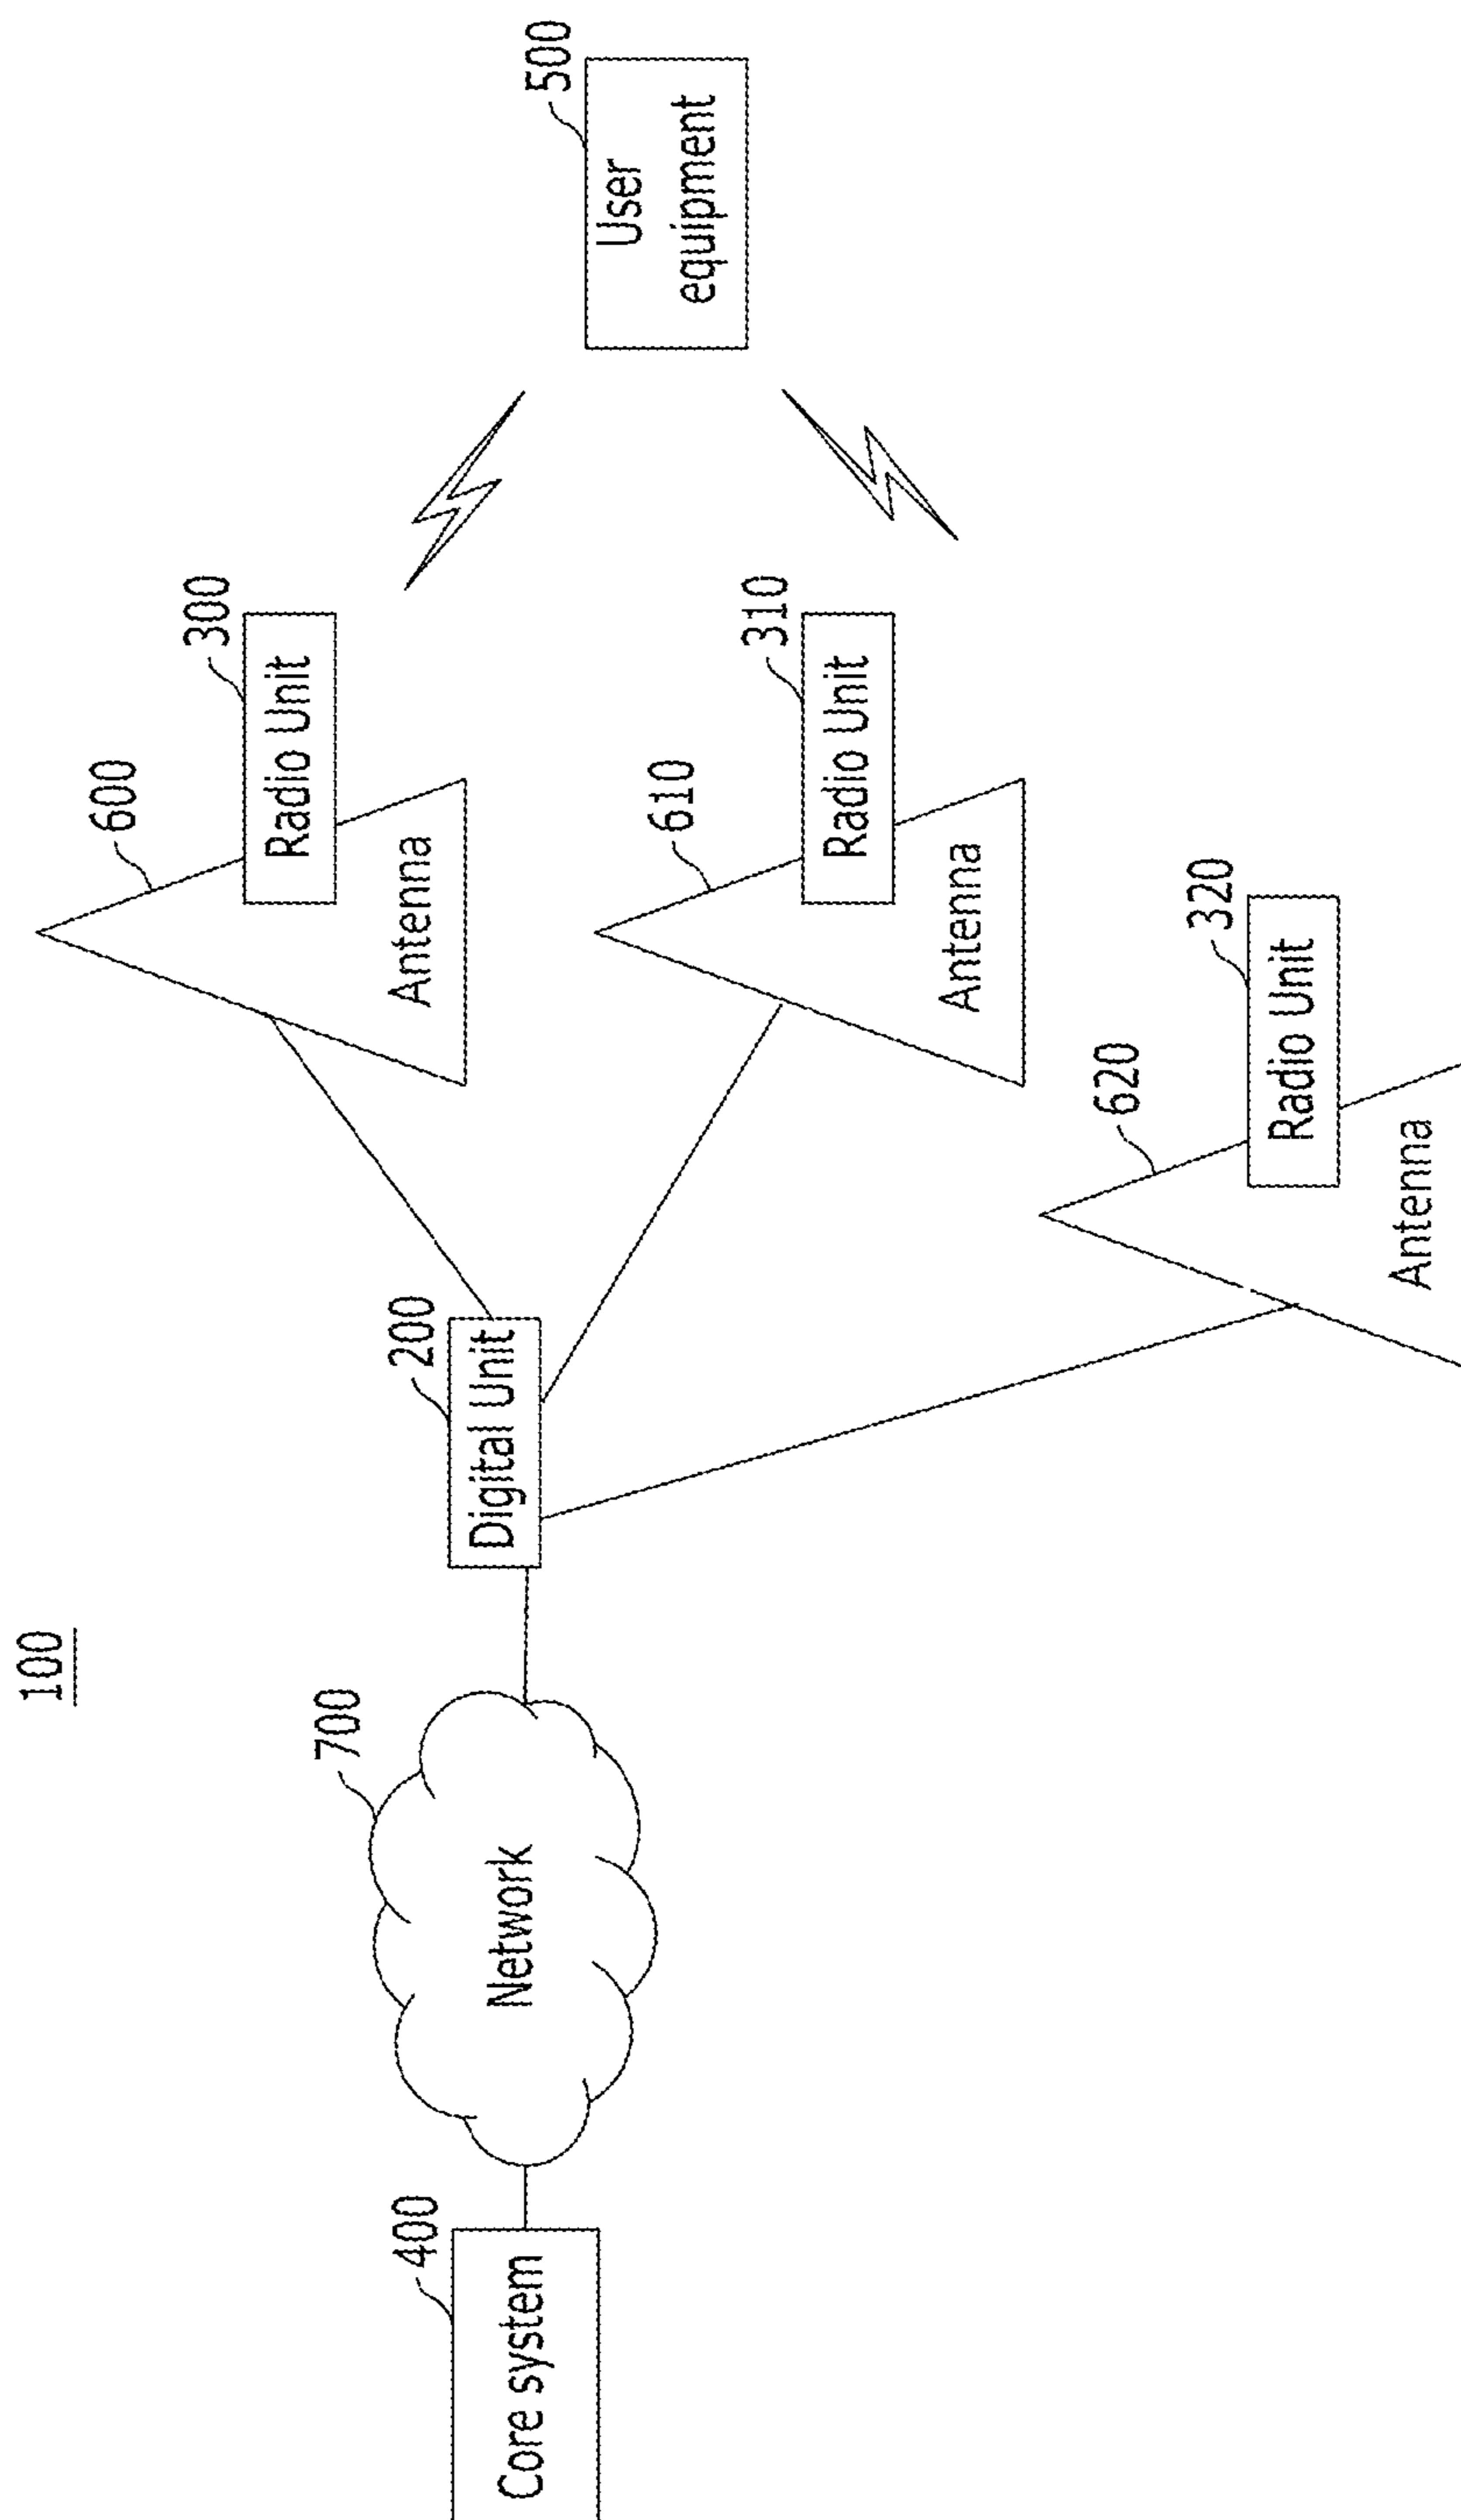 100
400
Core system
700
Network
200
Digital Unit
600
300
Radio Unit
Antenna
610
310
Radio Unit
Antenna
620
320
Radio Unit
Antenna
500
User
equipment